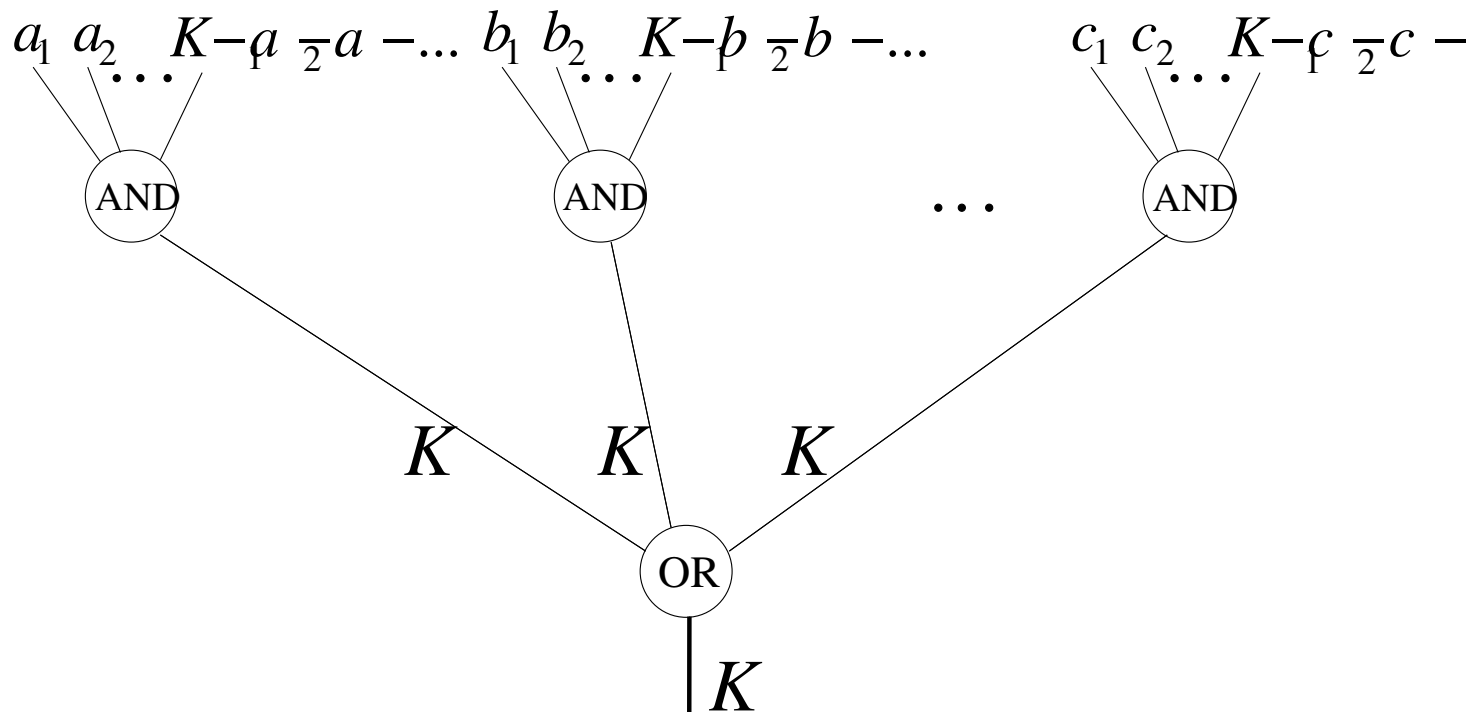 a₁ a₂ ... K−a₁ −a₂ −... b₁ b₂ ... K−b₁ −b₂ −... c₁ c₂ ... K−c₁ −c₂ −
AND AND ... AND
K K K
OR
K